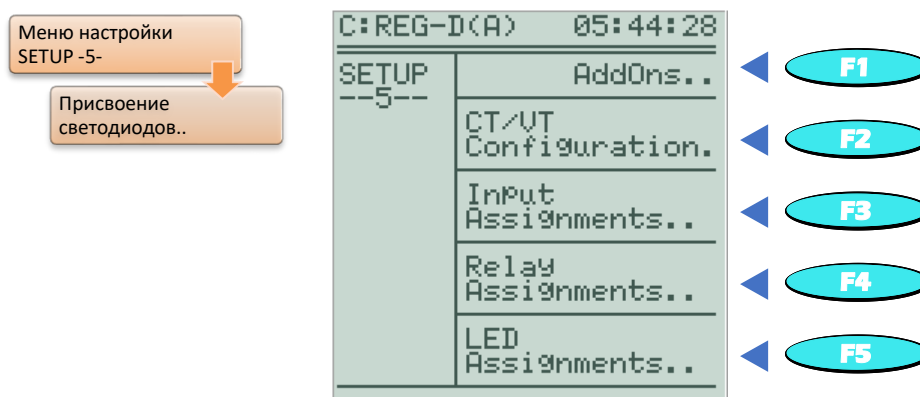 Меню настройки
SETUP -5-
Присвоение
светодиодов..
C:REG-D(A) 05:44:28
SETUP
--5--
AddOns..
F1
CT/VT
Configuration.
F2
Input
Assignments..
F3
Relay
Assignments..
F4
LED
Assignments..
F5